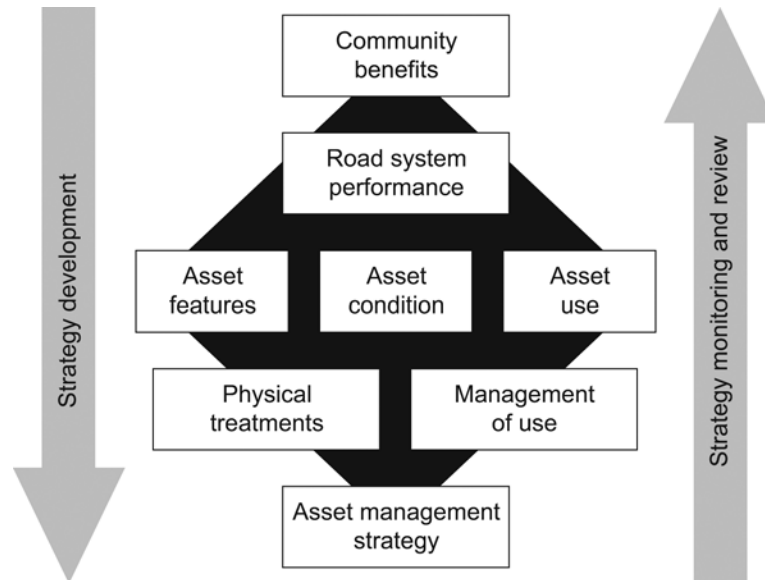 Community
benefits
Road system
performance
Asset
features
Asset
condition
Asset
use
Physical
treatments
Management
of use
Asset management
strategy
Strategy development
Strategy monitoring and review